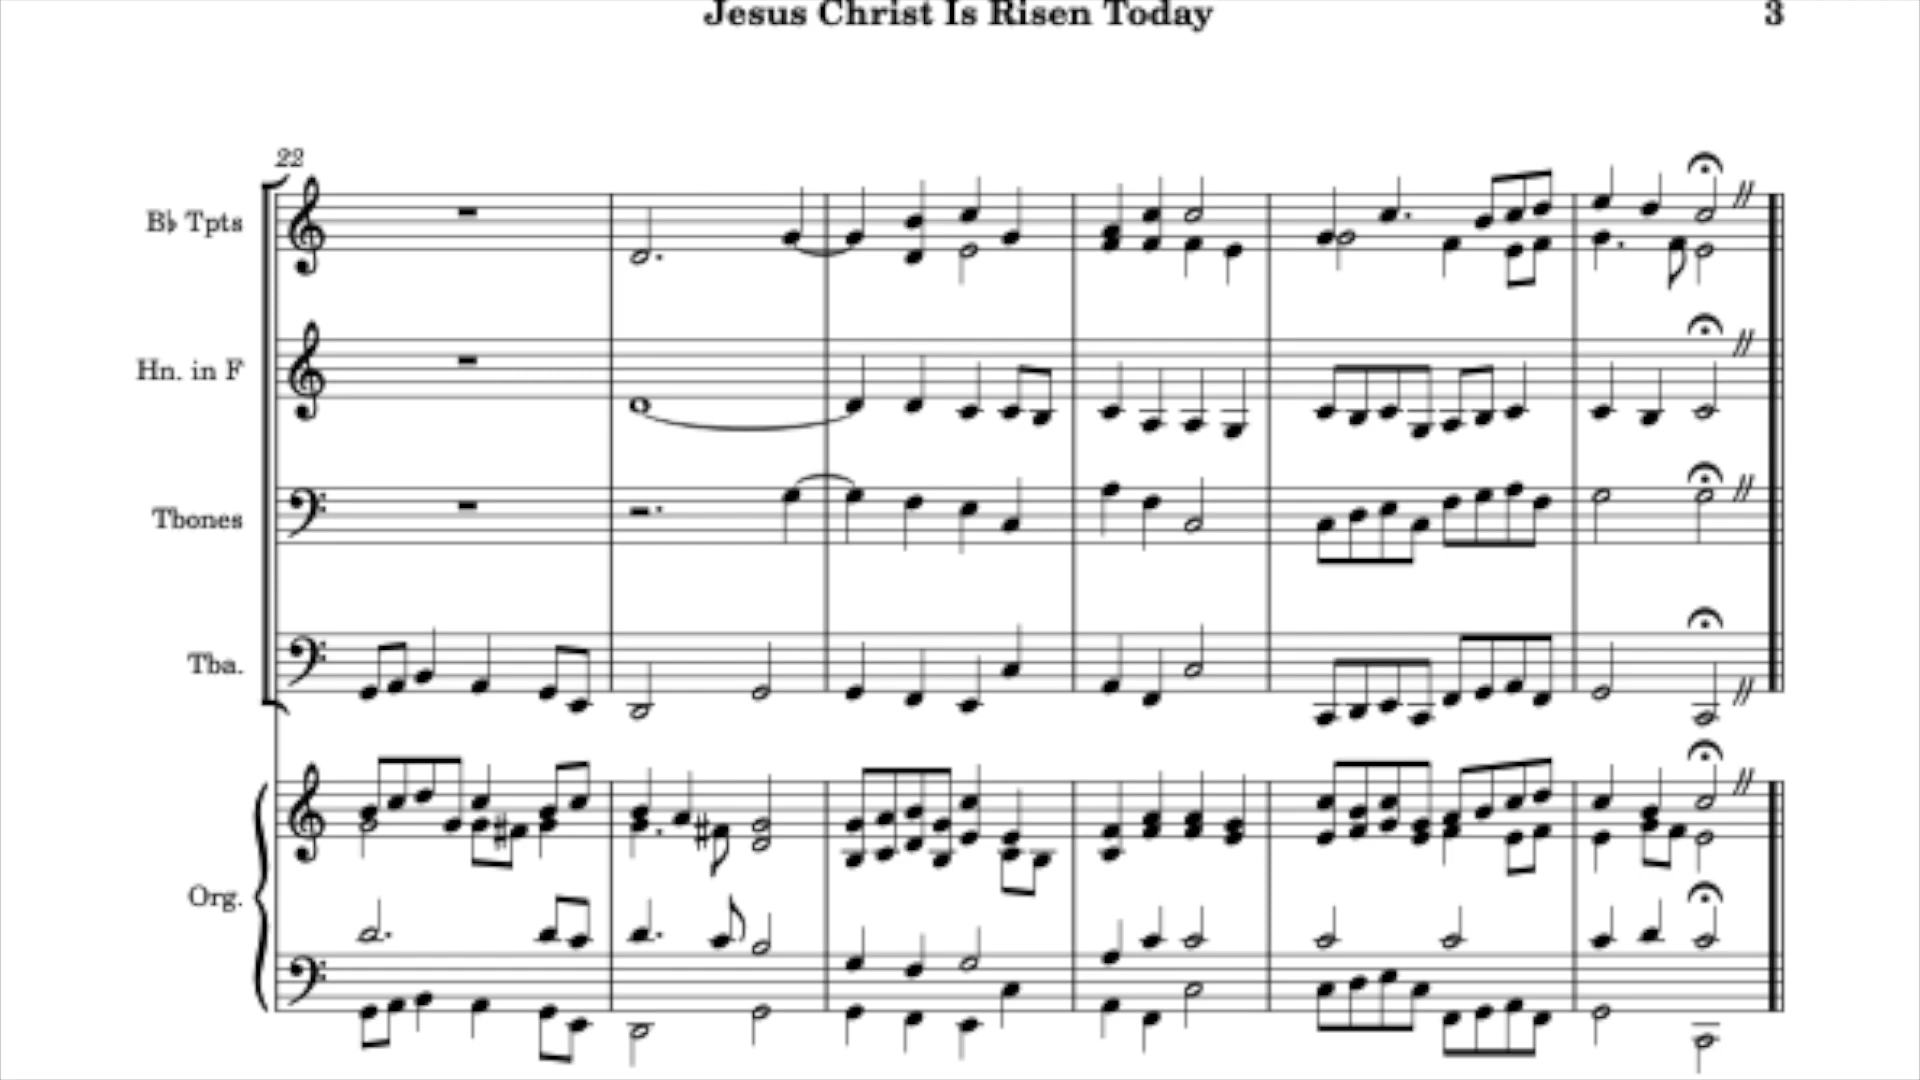 Jesus Christ Is Risen Today
3
22
B♭ Tpts
Hn. in F
Tbones
Tba.
Org.